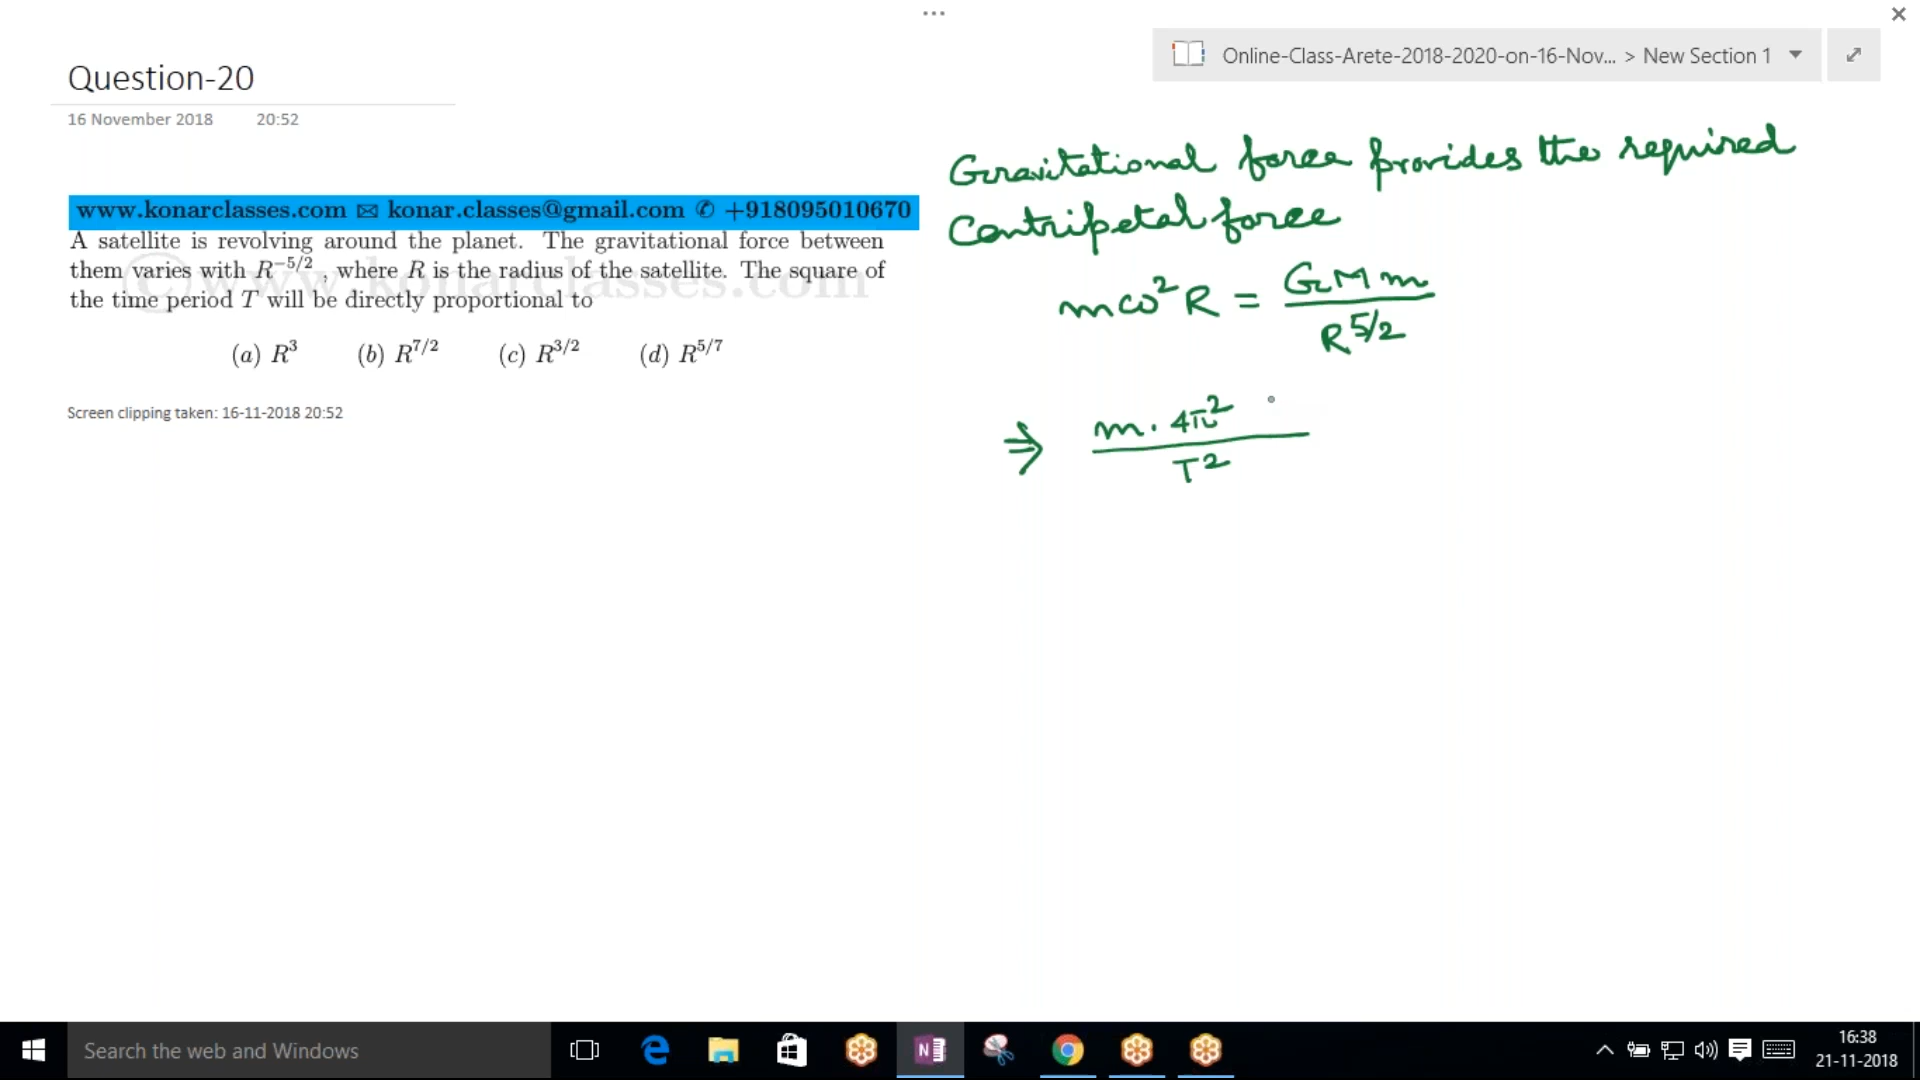 Online-Class-Arete-2018-2020-on-16-Nov... > New Section 1
Question-20
16 November 2018 20:52
www.konarclasses.com ✉ konar.classes@gmail.com ✆ +918095010670
A satellite is revolving around the planet. The gravitational force between
them varies with R^{-5/2} , where R is the radius of the satellite. The square of
the time period T will be directly proportional to
©www.konarclasses.com
(a) R^3 (b) R^{7/2} (c) R^{3/2} (d) R^{5/7}
Screen clipping taken: 16-11-2018 20:52
Gravitational force provides the required
Centripetal force
mω^2 R = GMm / R^{5/2}
⇒ m. 4π^2 / T^2
Search the web and Windows
16:38
21-11-2018